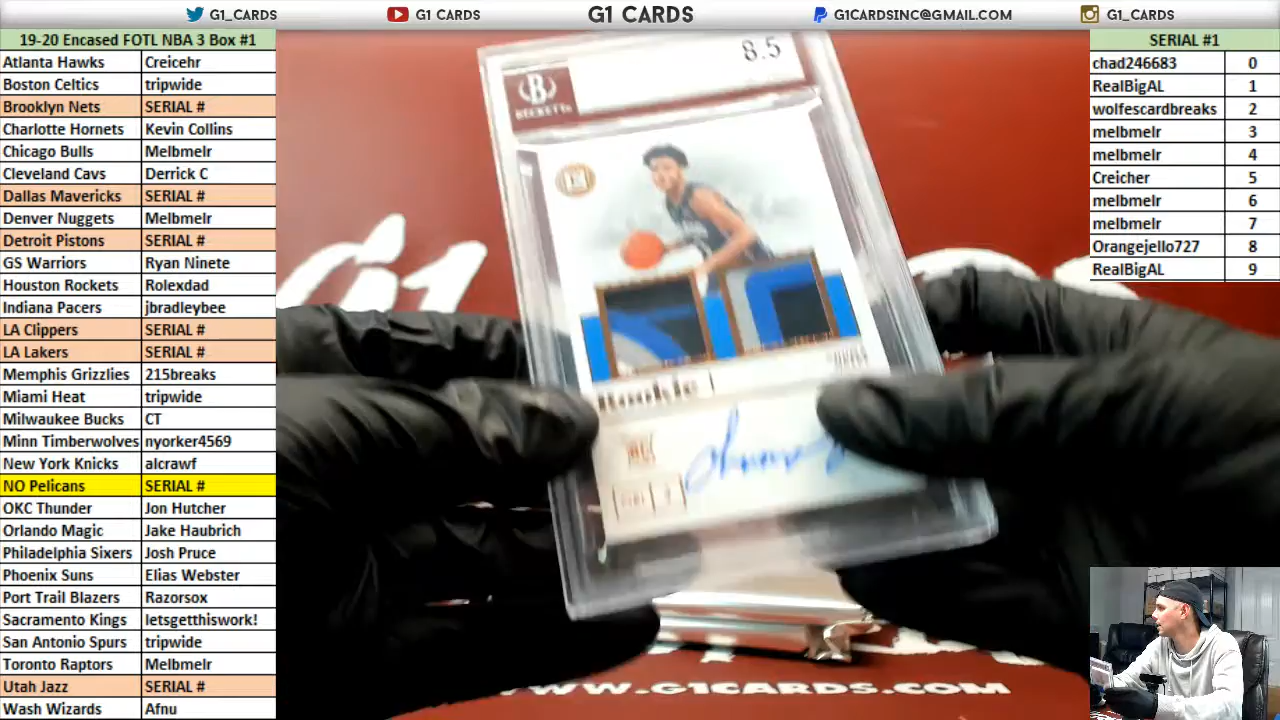 G1_CARDS
G1 CARDS
G1 CARDS
G1CARDSINC@GMAIL.COM
G1_CARDS
19-20 Encased FOTL NBA 3 Box #1
Atlanta Hawks Creicehr
Boston Celtics tripwide
Brooklyn Nets SERIAL #
Charlotte Hornets Kevin Collins
Chicago Bulls Melbmelr
Cleveland Cavs Derrick C
Dallas Mavericks SERIAL #
Denver Nuggets Melbmelr
Detroit Pistons SERIAL #
GS Warriors Ryan Ninete
Houston Rockets Rolexdad
Indiana Pacers jbradleybee
LA Clippers SERIAL #
LA Lakers SERIAL #
Memphis Grizzlies 215breaks
Miami Heat tripwide
Milwaukee Bucks CT
Minn Timberwolves nyorker4569
New York Knicks alcrawf
NO Pelicans SERIAL #
OKC Thunder Jon Hutcher
Orlando Magic Jake Haubrich
Philadelphia Sixers Josh Pruce
Phoenix Suns Elias Webster
Port Trail Blazers Razorsox
Sacramento Kings letsgetthiswork!
San Antonio Spurs tripwide
Toronto Raptors Melbmelr
Utah Jazz SERIAL #
Wash Wizards Afnu
8.5
B
BECKETT
Rookie
G1
WWW.G1CARDS.COM
SERIAL #1
chad246683 0
RealBigAL 1
wolfescardbreaks 2
melbmelr 3
melbmelr 4
Creicher 5
melbmelr 6
melbmelr 7
Orangejello727 8
RealBigAL 9